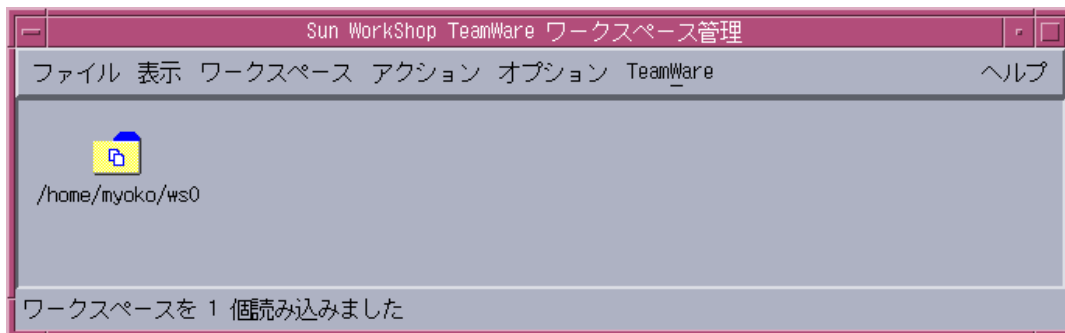 Sun WorkShop TeamWare ワークスペース管理
ファイル 表示 ワークスペース アクション オプション TeamWare ヘルプ
/home/myoko/ws0
ワークスペースを 1 個読み込みました